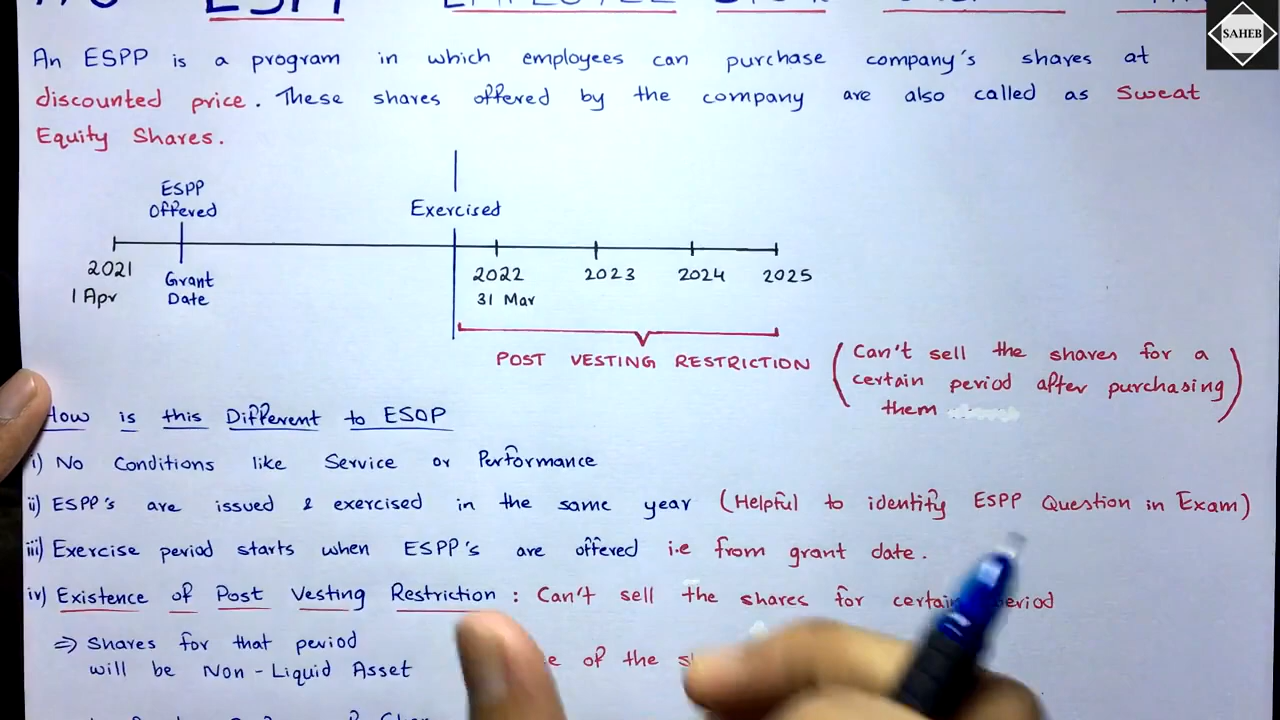 ESPP
SAHEB
An ESPP is a program in which employees can purchase company's shares at
discounted price. These shares offered by the company are also called as Sweat
Equity Shares.
ESPP
Offered
Exercised
2021
1 Apr
Grant
Date
2022
31 Mar
2023
2024
2025
POST VESTING RESTRICTION
(Can't sell the shares for a
certain period after purchasing
them)
How is this Different to ESOP
i) No Conditions like Service or Performance
ii) ESPP's are issued & exercised in the same year (Helpful to identify ESPP Question in Exam)
iii) Exercise period starts when ESPP's are offered i.e from grant date.
iv) Existence of Post Vesting Restriction : Can't sell the shares for certain period
⇒ Shares for that period
will be Non-Liquid Asset
of the